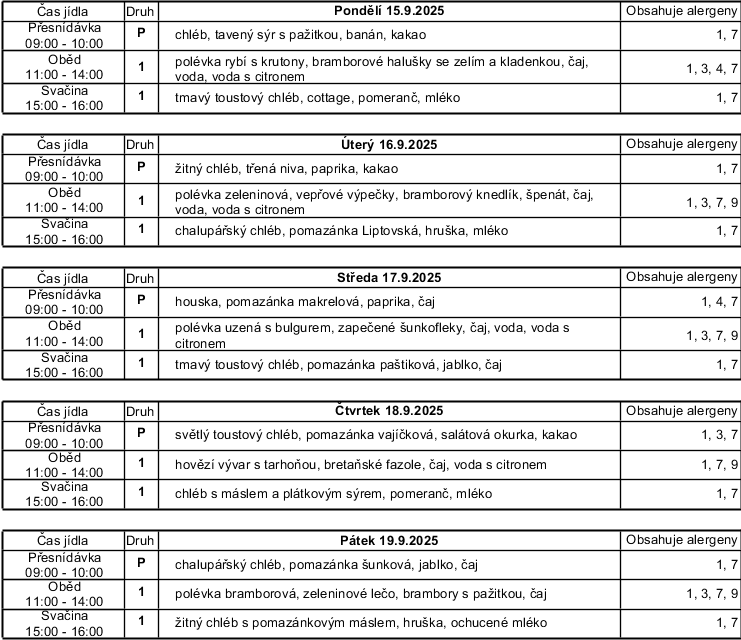 Čas jídla Druh Pondělí 15.9.2025 Obsahuje alergeny
Přesnídávka
09:00 - 10:00 P chléb, tavený sýr s pažitkou, banán, kakao 1, 7
Oběd
11:00 - 14:00 1 polévka rybí s krutony, bramborové halušky se zelím a kladenkou, čaj,
voda, voda s citronem 1, 3, 4, 7
Svačina
15:00 - 16:00 1 tmavý toustový chléb, cottage, pomeranč, mléko 1, 7
Čas jídla Druh Úterý 16.9.2025 Obsahuje alergeny
Přesnídávka
09:00 - 10:00 P žitný chléb, třená niva, paprika, kakao 1, 7
Oběd
11:00 - 14:00 1 polévka zeleninová, vepřové výpečky, bramborový knedlík, špenát, čaj,
voda, voda s citronem 1, 3, 7, 9
Svačina
15:00 - 16:00 1 chalupářský chléb, pomazánka Liptovská, hruška, mléko 1, 7
Čas jídla Druh Středa 17.9.2025 Obsahuje alergeny
Přesnídávka
09:00 - 10:00 P houska, pomazánka makrelová, paprika, čaj 1, 4, 7
Oběd
11:00 - 14:00 1 polévka uzená s bulgurem, zapečené šunkofleky, čaj, voda, voda s
citronem 1, 3, 7, 9
Svačina
15:00 - 16:00 1 tmavý toustový chléb, pomazánka paštiková, jablko, čaj 1, 7
Čas jídla Druh Čtvrtek 18.9.2025 Obsahuje alergeny
Přesnídávka
09:00 - 10:00 P světlý toustový chléb, pomazánka vajíčková, salátová okurka, kakao 1, 3, 7
Oběd
11:00 - 14:00 1 hovězí vývar s tarhoňou, bretaňské fazole, čaj, voda s citronem 1, 7, 9
Svačina
15:00 - 16:00 1 chléb s máslem a plátkovým sýrem, pomeranč, mléko 1, 7
Čas jídla Druh Pátek 19.9.2025 Obsahuje alergeny
Přesnídávka
09:00 - 10:00 P chalupářský chléb, pomazánka šunková, jablko, čaj 1, 7
Oběd
11:00 - 14:00 1 polévka bramborová, zeleninové lečo, brambory s pažitkou, čaj 1, 3, 7, 9
Svačina
15:00 - 16:00 1 žitný chléb s pomazánkovým máslem, hruška, ochucené mléko 1, 7